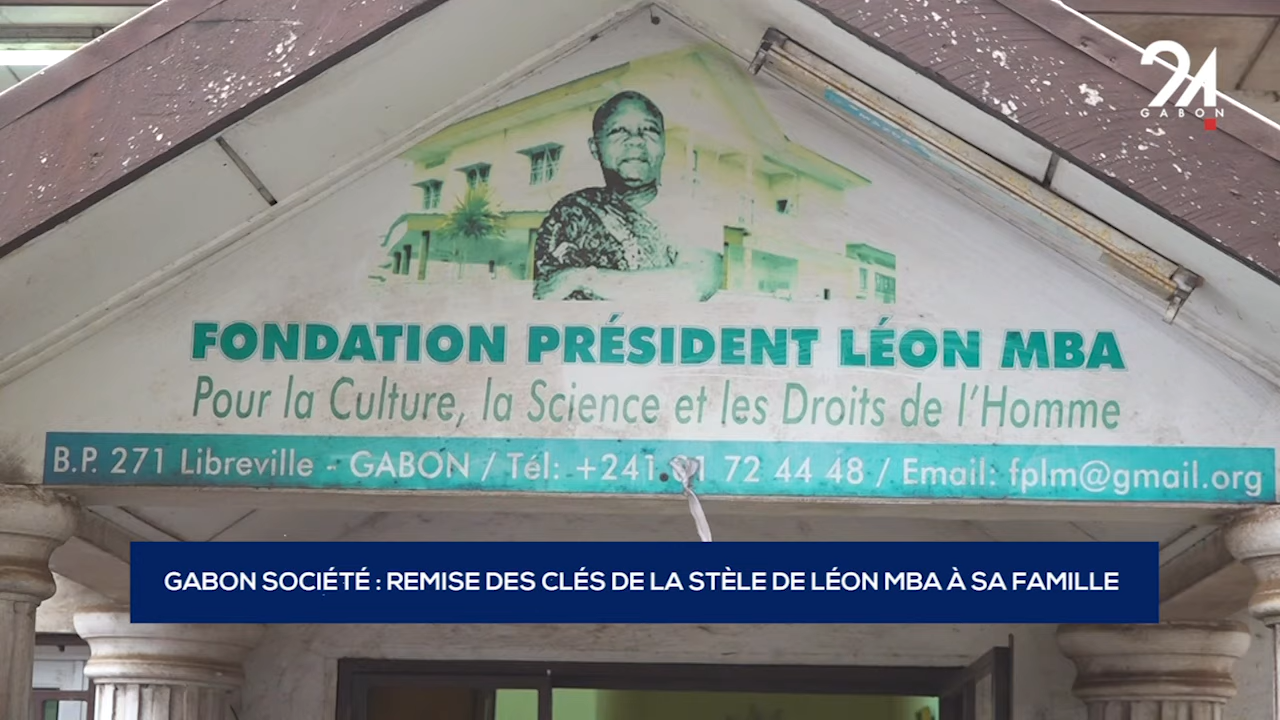 24
GABON
FONDATION PRÉSIDENT LÉON MBA
Pour la Culture, la Science et les Droits de l'Homme
B.P. 271 Libreville - GABON / Tél: +241 72 44 48 / Email: fplm@gmail.org
GABON SOCIÉTÉ : REMISE DES CLÉS DE LA STÈLE DE LÉON MBA À SA FAMILLE